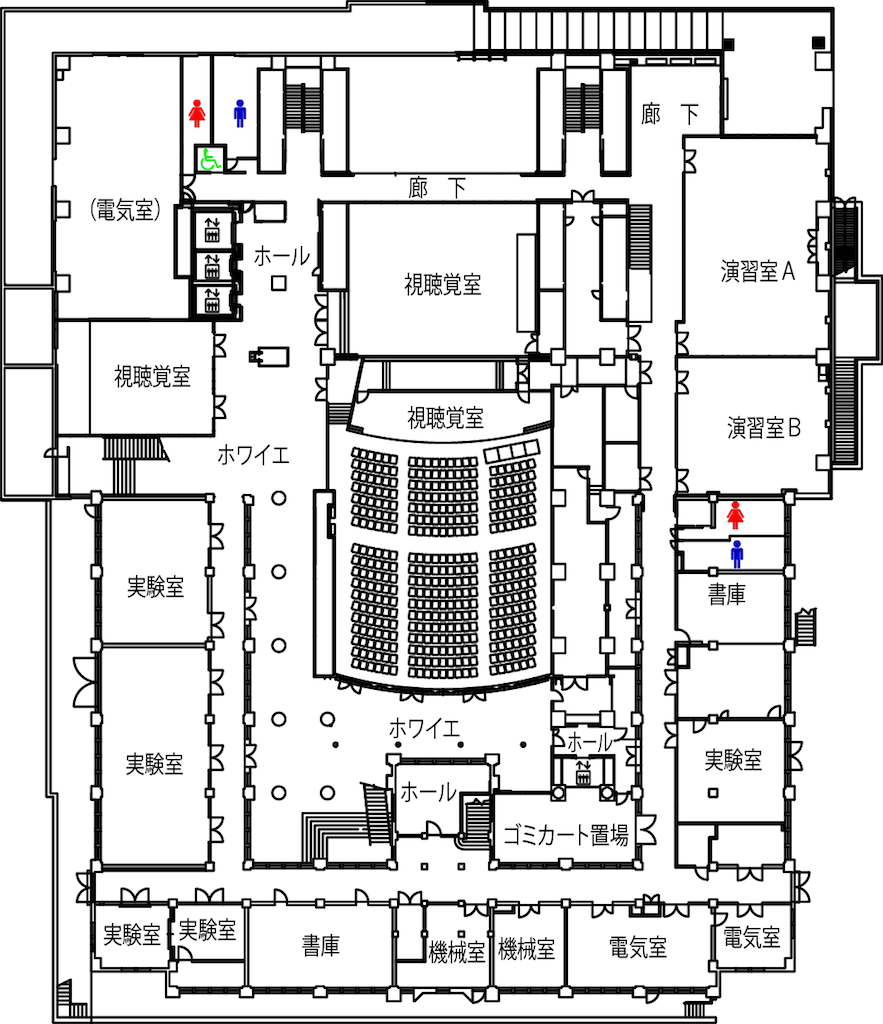 廊　下
廊　下
(電気室)
ホール
視聴覚室
演習室A
視聴覚室
視聴覚室
演習室B
ホワイエ
実験室
書庫
ホワイエ
ホール
実験室
実験室
ホール
ゴミカート置場
実験室
実験室
書庫
機械室
機械室
電気室
電気室